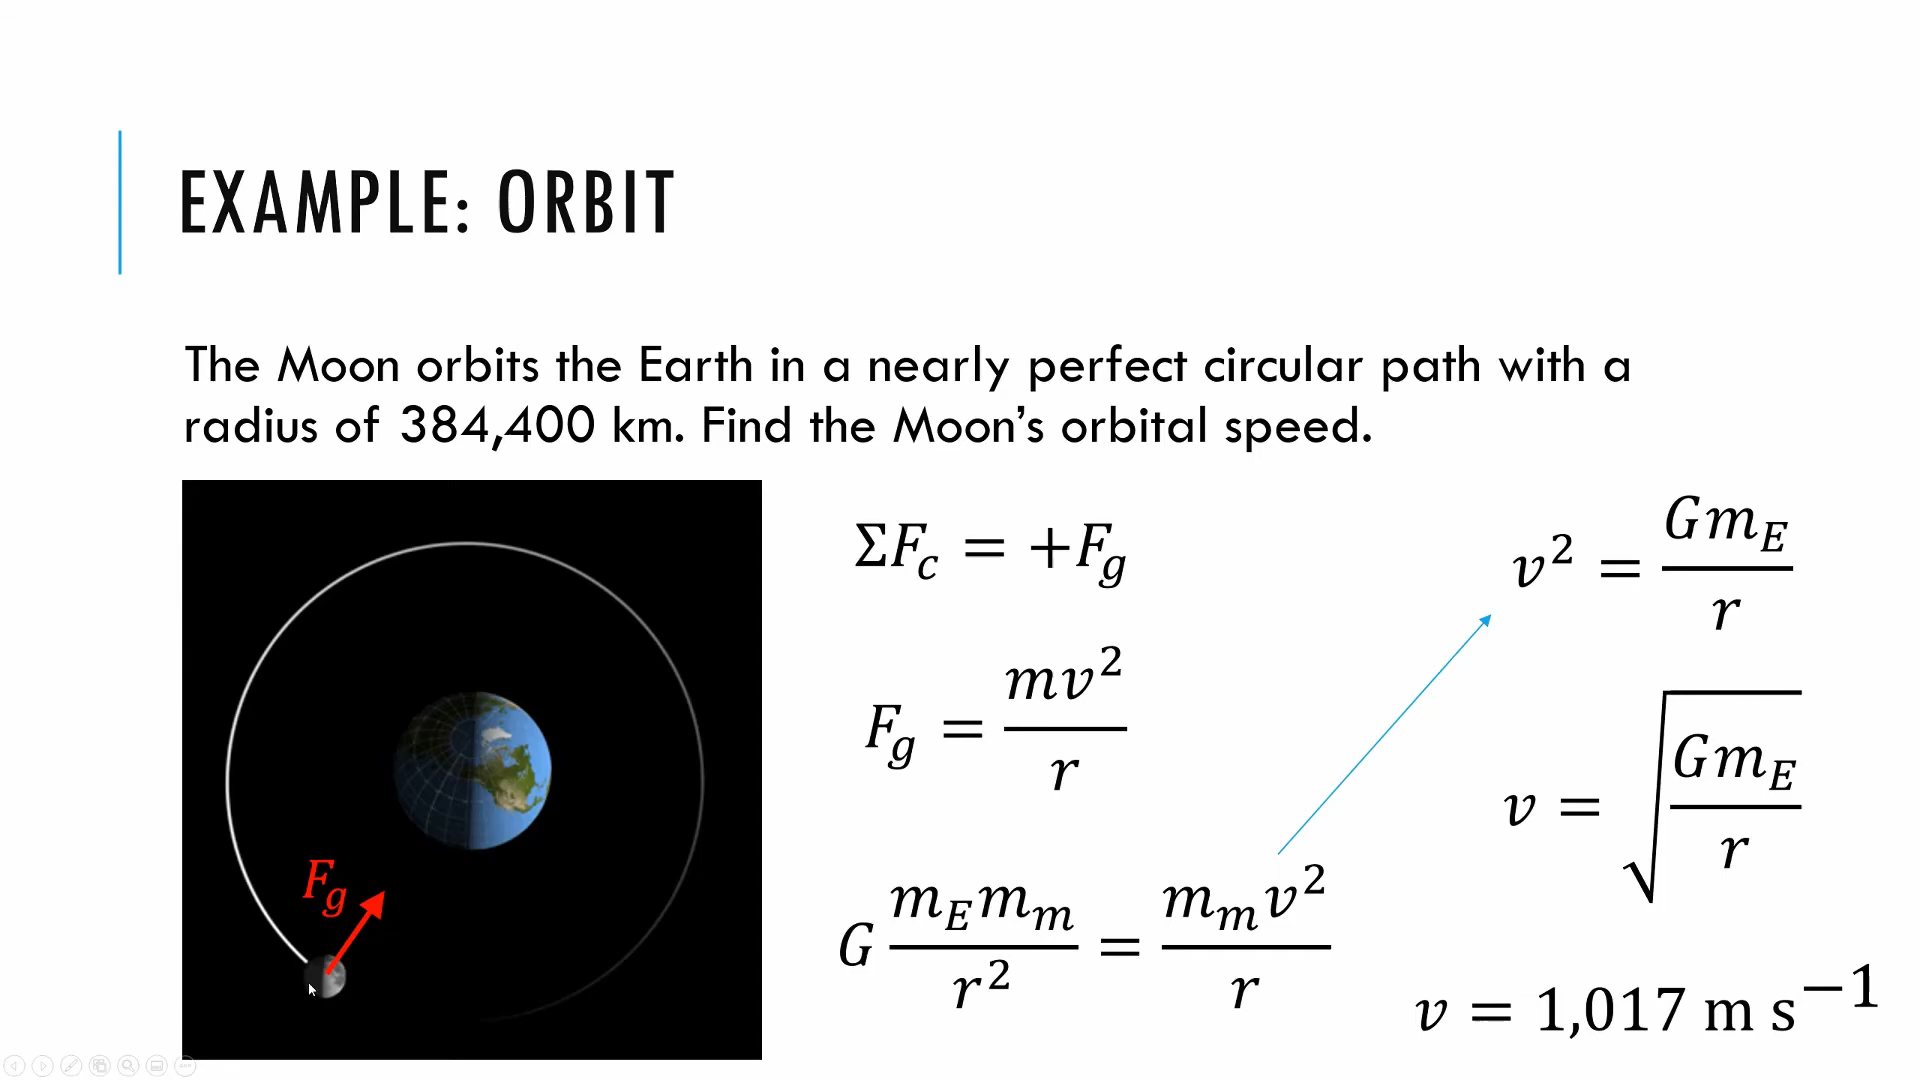 EXAMPLE: ORBIT
The Moon orbits the Earth in a nearly perfect circular path with a
radius of 384,400 km. Find the Moon’s orbital speed.
F_g
ΣF_c = +F_g
F_g = mv²/r
G m_E m_m / r² = m_m v² / r
v² = Gm_E / r
v = √(Gm_E / r)
v = 1,017 m s⁻¹